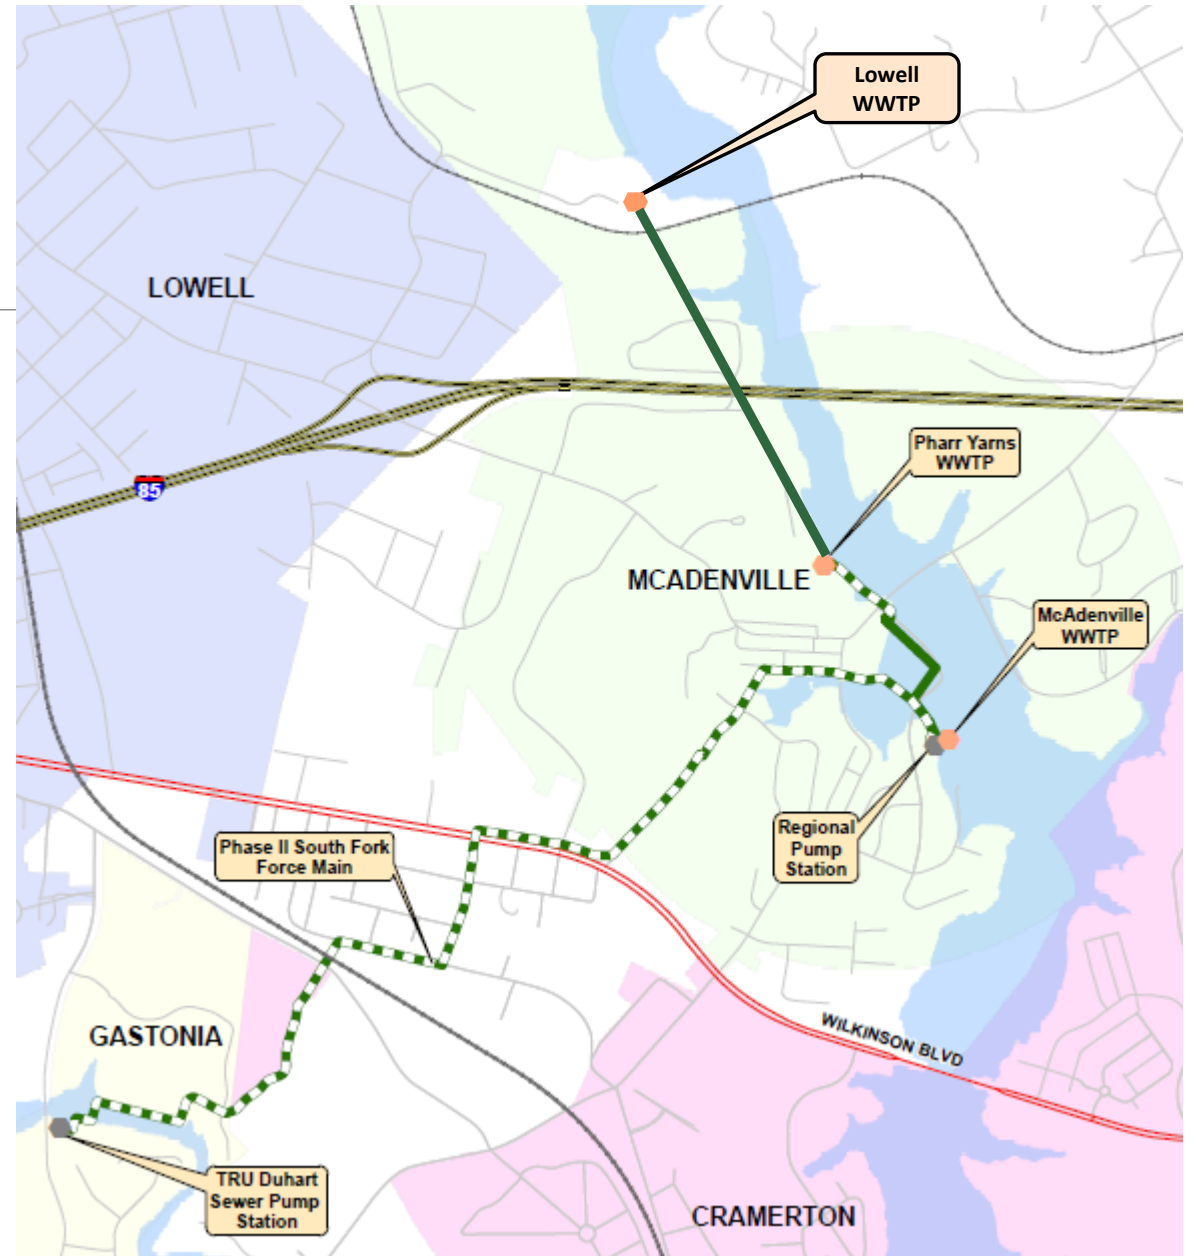 Lowell
WWTP
LOWELL
Pharr Yarns
WWTP
85
MCADENVILLE
McAdenville
WWTP
Regional
Pump
Station
Phase II South Fork
Force Main
WILKINSON BLVD
GASTONIA
TRU Duhart
Sewer Pump
Station
CRAMERTON